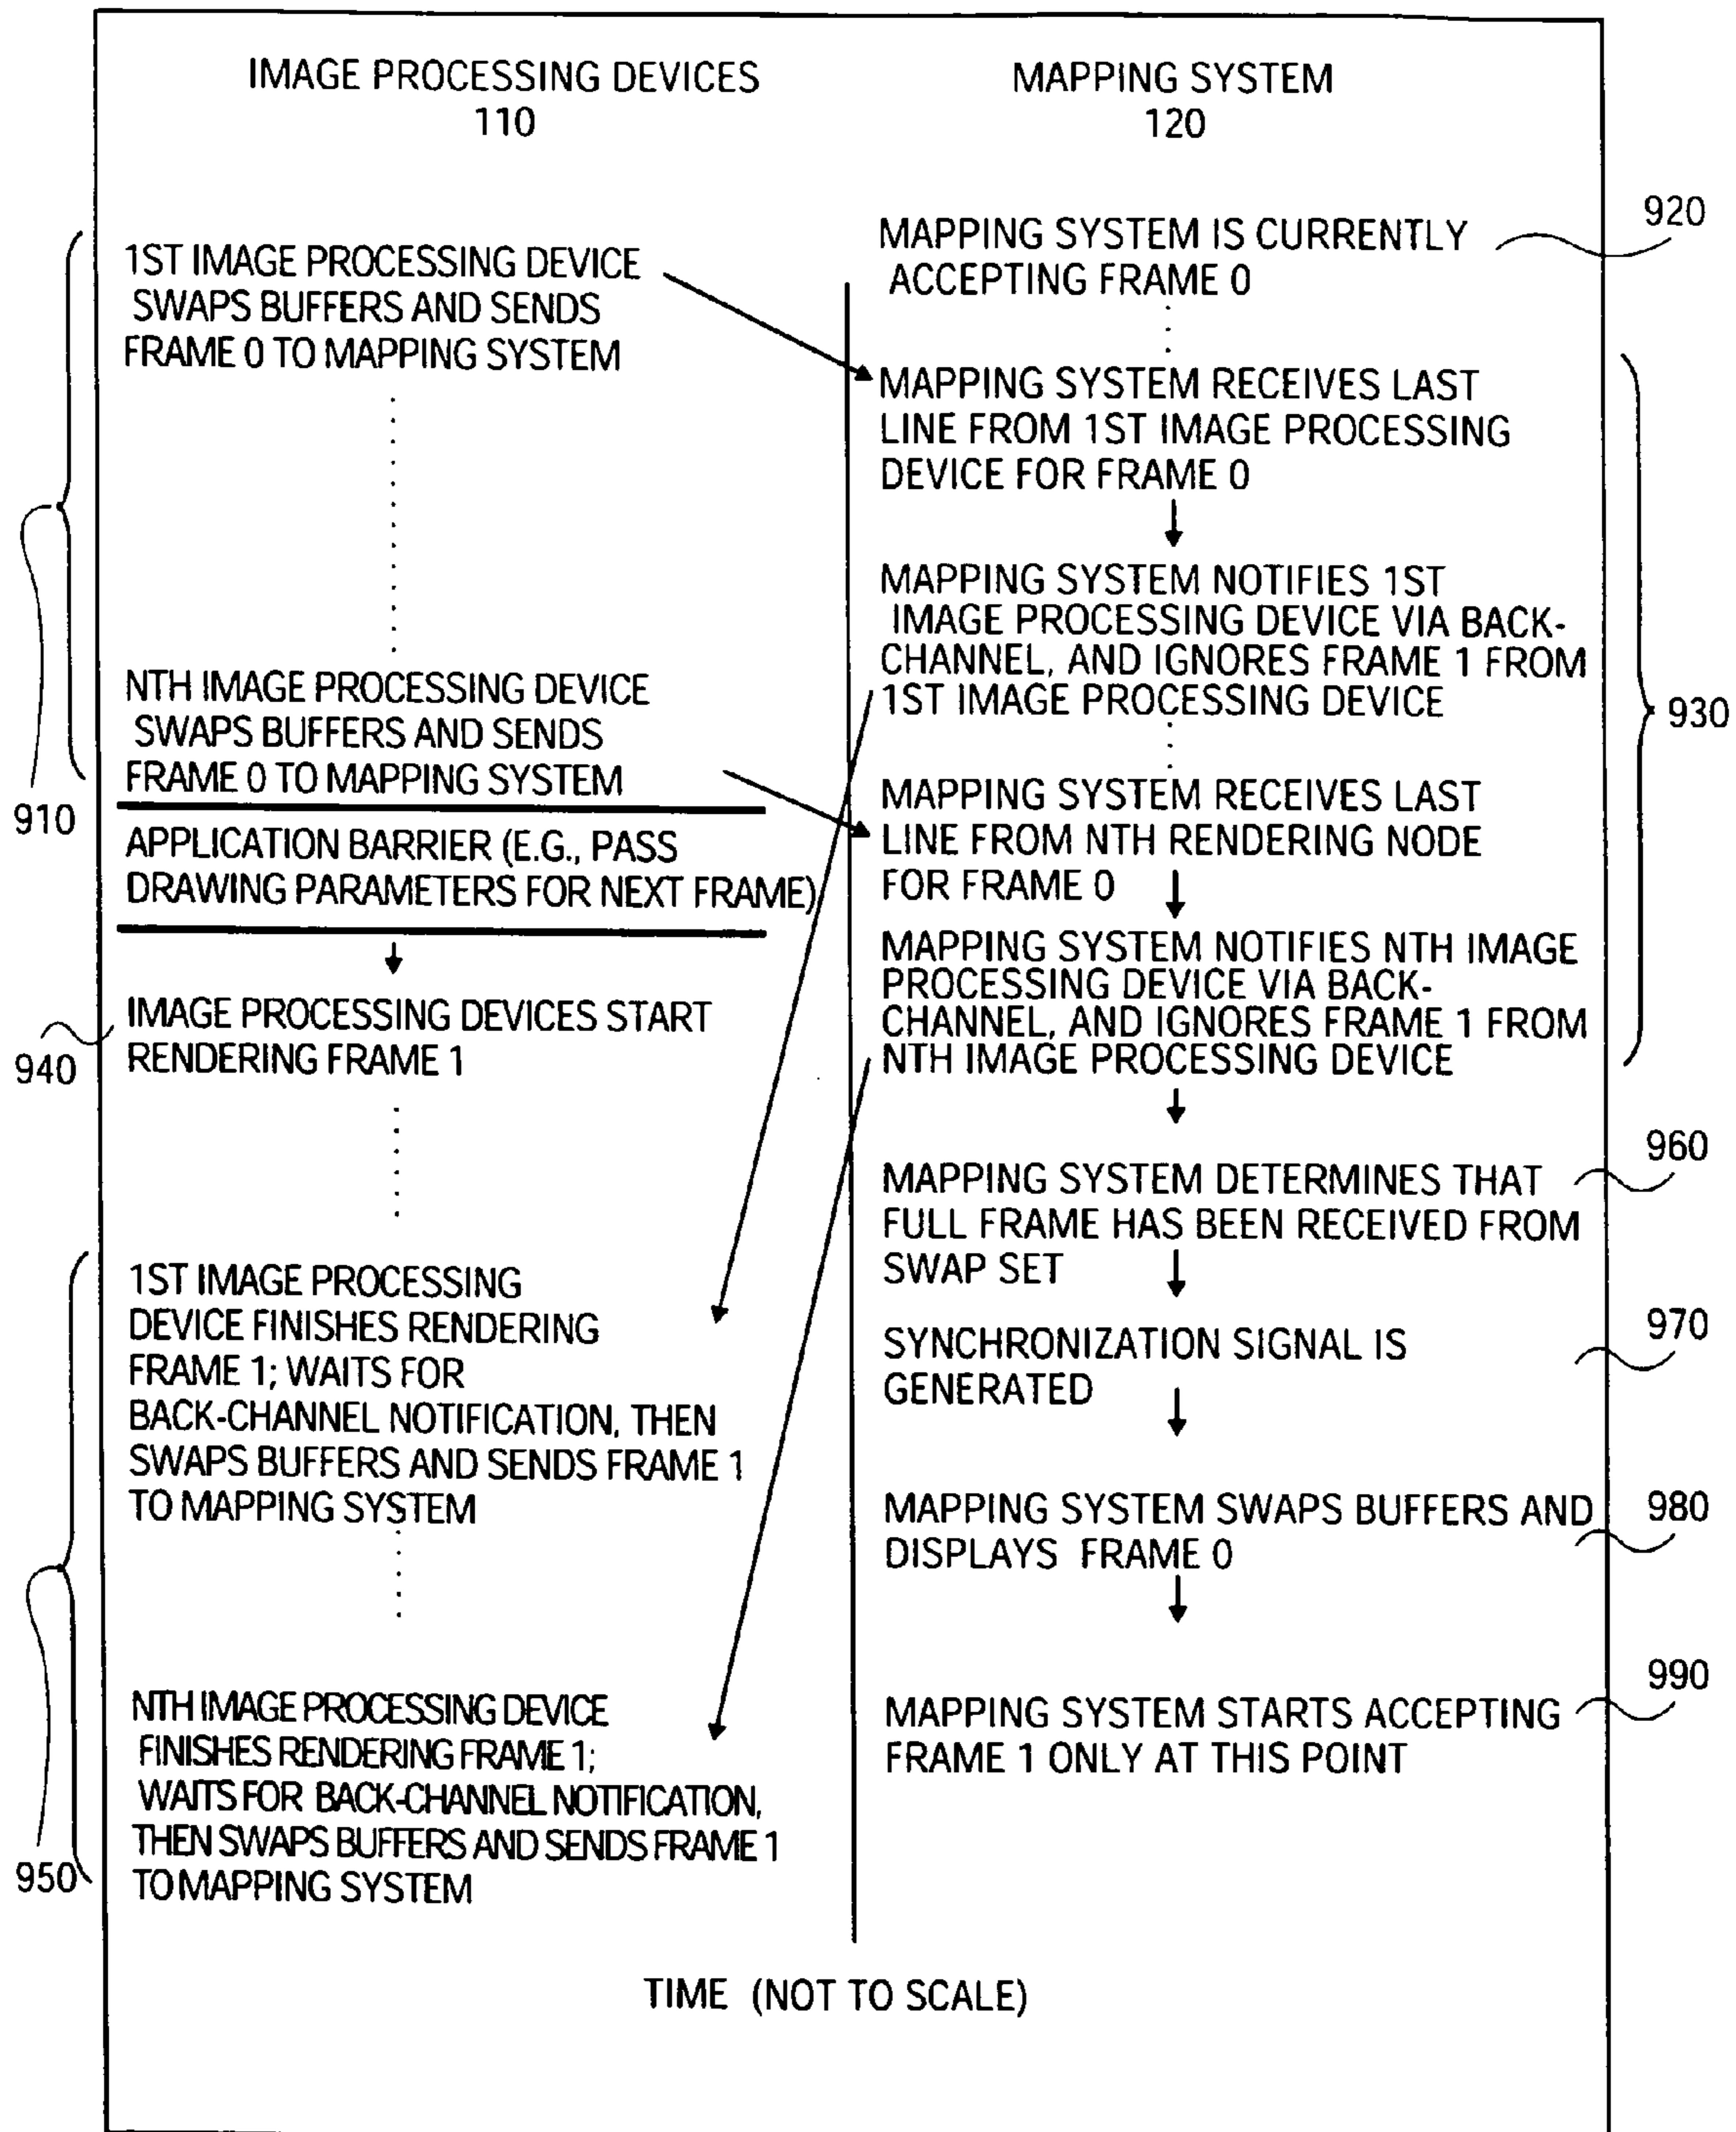 IMAGE PROCESSING DEVICES
110
MAPPING SYSTEM
120
1ST IMAGE PROCESSING DEVICE
SWAPS BUFFERS AND SENDS
FRAME 0 TO MAPPING SYSTEM
NTH IMAGE PROCESSING DEVICE
SWAPS BUFFERS AND SENDS
FRAME 0 TO MAPPING SYSTEM
910
APPLICATION BARRIER (E.G., PASS
DRAWING PARAMETERS FOR NEXT FRAME)
IMAGE PROCESSING DEVICES START
RENDERING FRAME 1
940
1ST IMAGE PROCESSING
DEVICE FINISHES RENDERING
FRAME 1; WAITS FOR
BACK-CHANNEL NOTIFICATION, THEN
SWAPS BUFFERS AND SENDS FRAME 1
TO MAPPING SYSTEM
NTH IMAGE PROCESSING DEVICE
FINISHES RENDERING FRAME 1;
WAITS FOR BACK-CHANNEL NOTIFICATION,
THEN SWAPS BUFFERS AND SENDS FRAME 1
TO MAPPING SYSTEM
950
MAPPING SYSTEM IS CURRENTLY
ACCEPTING FRAME 0
920
MAPPING SYSTEM RECEIVES LAST
LINE FROM 1ST IMAGE PROCESSING
DEVICE FOR FRAME 0
MAPPING SYSTEM NOTIFIES 1ST
IMAGE PROCESSING DEVICE VIA BACK-
CHANNEL, AND IGNORES FRAME 1 FROM
1ST IMAGE PROCESSING DEVICE
930
MAPPING SYSTEM RECEIVES LAST
LINE FROM NTH RENDERING NODE
FOR FRAME 0
MAPPING SYSTEM NOTIFIES NTH IMAGE
PROCESSING DEVICE VIA BACK-
CHANNEL, AND IGNORES FRAME 1 FROM
NTH IMAGE PROCESSING DEVICE
960
MAPPING SYSTEM DETERMINES THAT
FULL FRAME HAS BEEN RECEIVED FROM
SWAP SET
970
SYNCHRONIZATION SIGNAL IS
GENERATED
MAPPING SYSTEM SWAPS BUFFERS AND
DISPLAYS FRAME 0
980
990
MAPPING SYSTEM STARTS ACCEPTING
FRAME 1 ONLY AT THIS POINT
TIME (NOT TO SCALE)